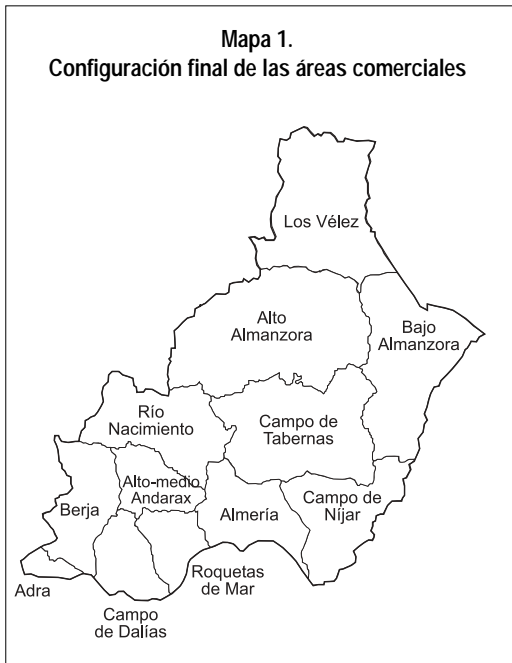 Mapa 1.
Configuración final de las áreas comerciales
Los Vélez
Alto
Almanzora
Bajo
Almanzora
Río
Nacimiento
Campo de
Tabernas
Alto-medio
Andarax
Berja
Almería
Campo de
Níjar
Roquetas
de Mar
Adra
Campo
de Dalías